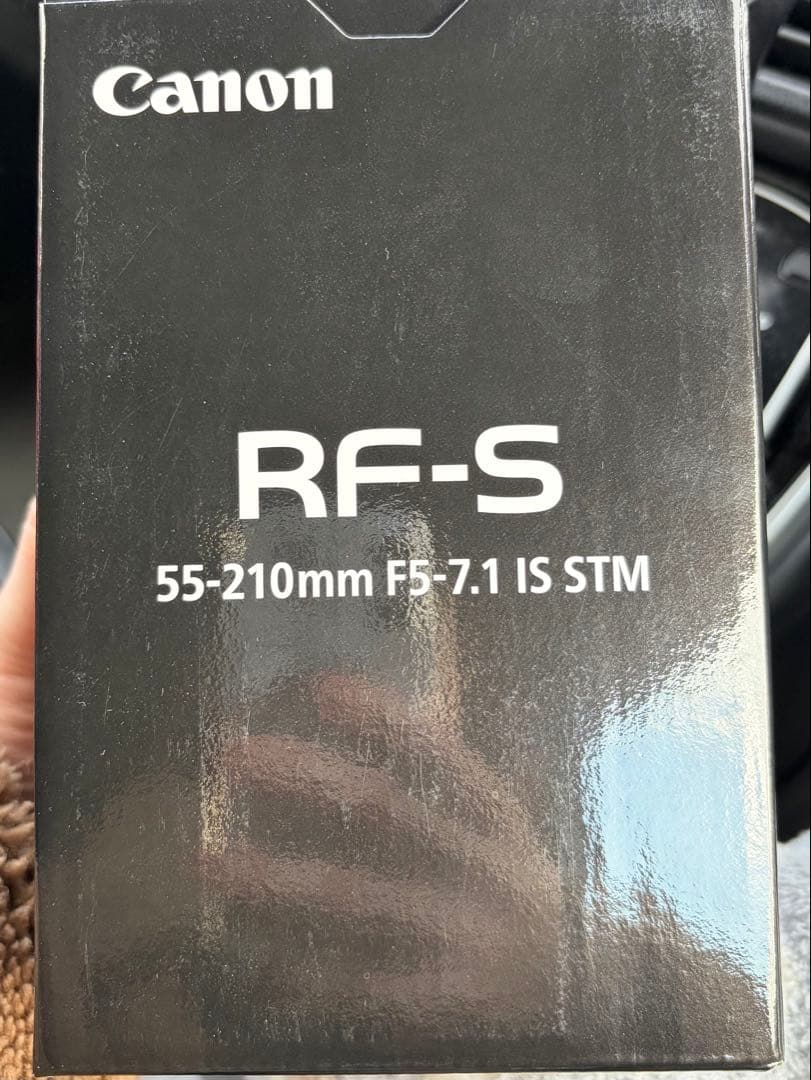 Canon
RF-S
55-210mm F5-7.1 IS STM